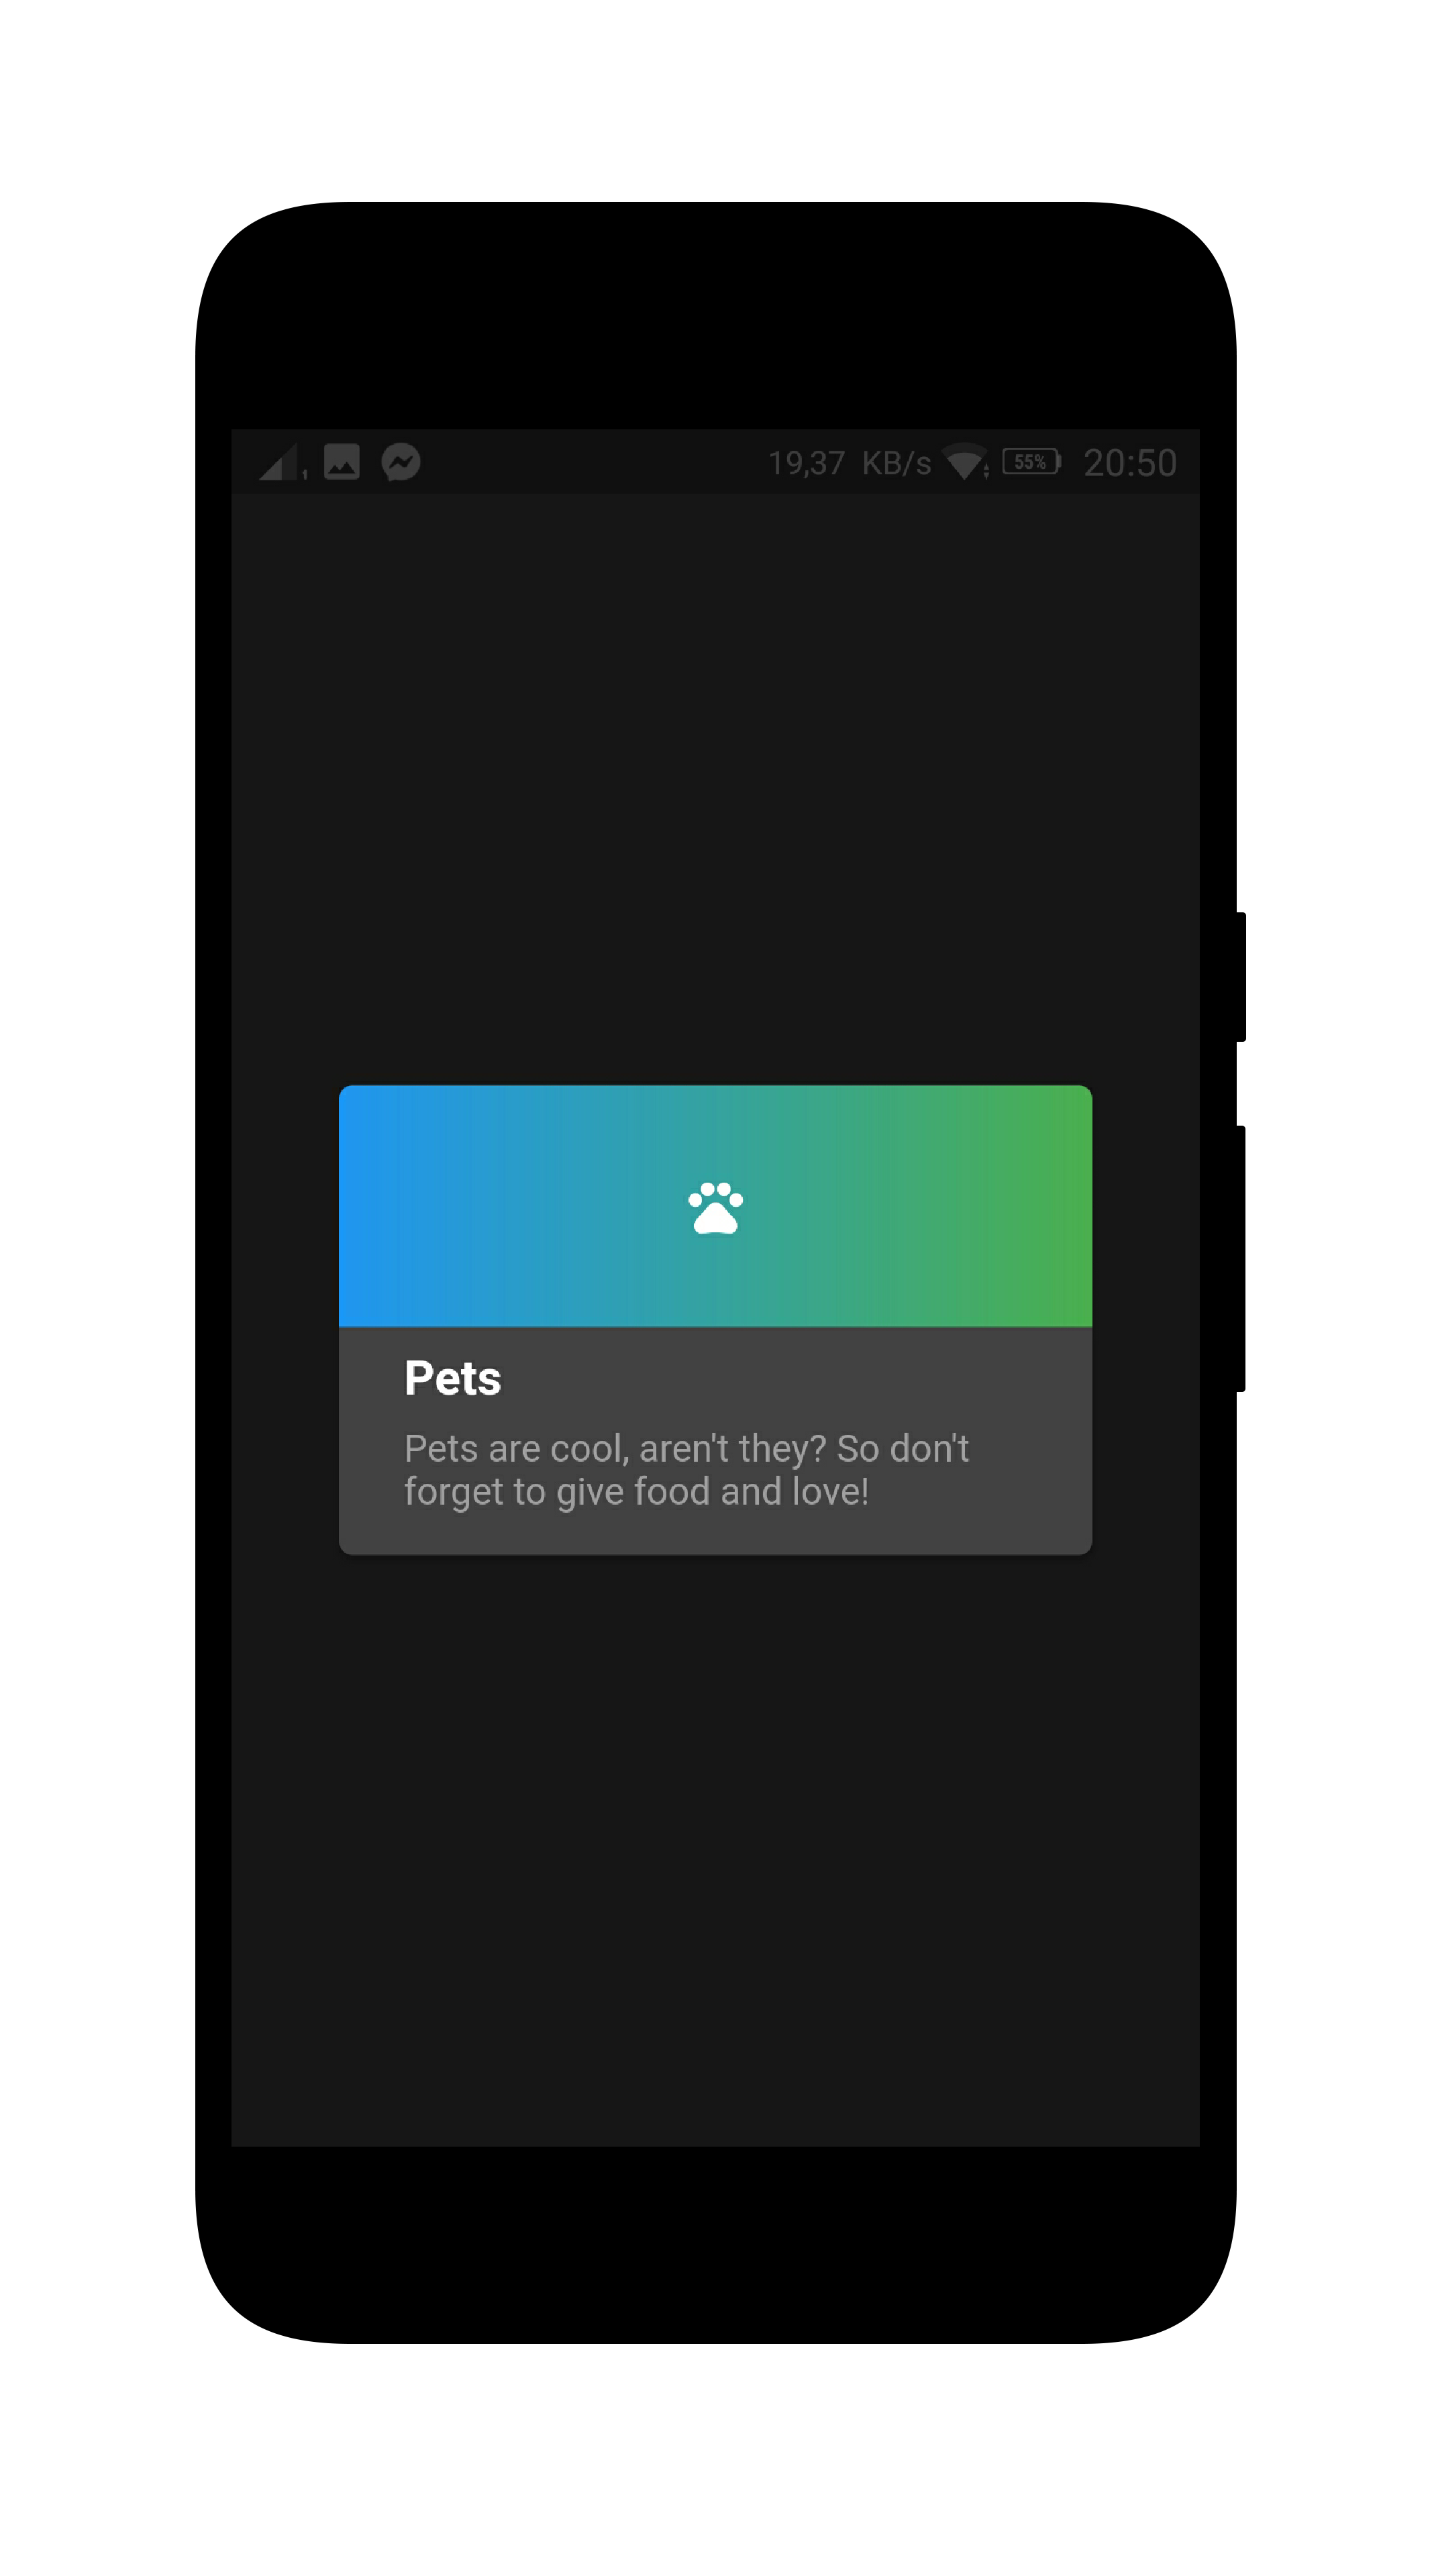 19,37 KB/s 55% 20:50
Pets
Pets are cool, aren't they? So don't
forget to give food and love!